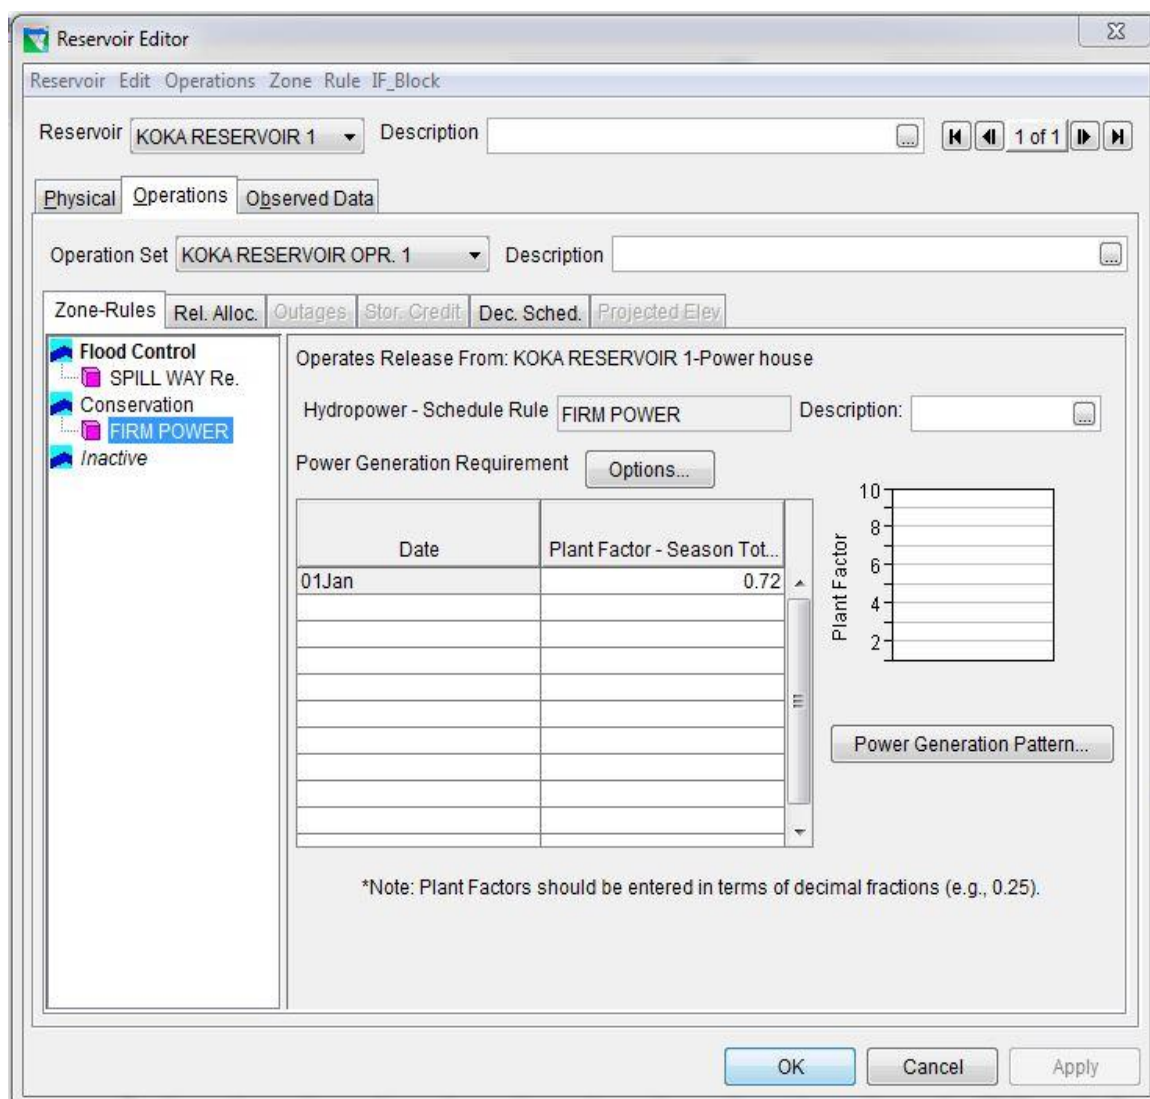 Reservoir Editor
Reservoir Edit Operations Zone Rule IF_Block
Reservoir KOKA RESERVOIR 1 Description ... 1 of 1
Physical Operations Observed Data
Operation Set KOKA RESERVOIR OPR. 1 Description ...
Zone-Rules Rel. Alloc. Outages Stor. Credit Dec. Sched. Projected Elev
Flood Control
SPILL WAY Re.
Conservation
FIRM POWER
Inactive
Operates Release From: KOKA RESERVOIR 1-Power house
Hydropower - Schedule Rule FIRM POWER Description: ...
Power Generation Requirement Options...
Date Plant Factor - Season Tot...
01Jan 0.72
Plant Factor
10
8
6
4
2
Power Generation Pattern...
*Note: Plant Factors should be entered in terms of decimal fractions (e.g., 0.25).
OK Cancel Apply